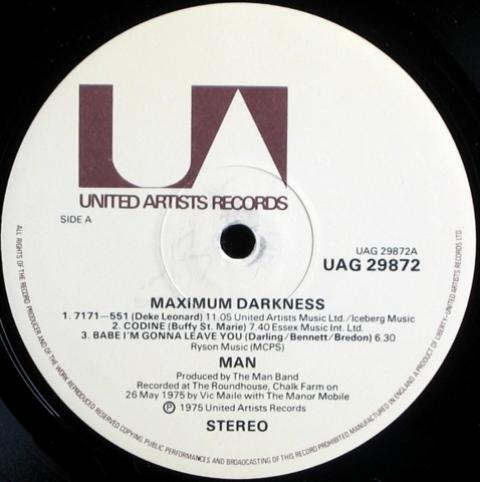 UA
UNITED ARTISTS RECORDS
SIDE A
UAG 29872A
UAG 29872
MAXIMUM DARKNESS
1. 7171—551 (Deke Leonard) 11.05 United Artists Music Ltd./Iceberg Music
2. CODINE (Buffy St. Marie) 7.40 Essex Music Int. Ltd.
3. BABE I'M GONNA LEAVE YOU (Darling/Bennett/Bredon) 6.30
Ryson Music (MCPS)
MAN
Produced by The Man Band
Recorded at The Roundhouse, Chalk Farm on
26 May 1975 by Vic Maile with The Manor Mobile
Ⓟ 1975 United Artists Records
STEREO
ALL RIGHTS OF THE RECORD PRODUCER AND OF THE WORK REPRODUCED RESERVED COPYING, PUBLIC PERFORMANCES AND BROADCASTING OF THIS RECORD PROHIBITED MANUFACTURED IN ENGLAND A PRODUCT OF LIBERTY-UNITED ARTISTS RECORDS LTD.